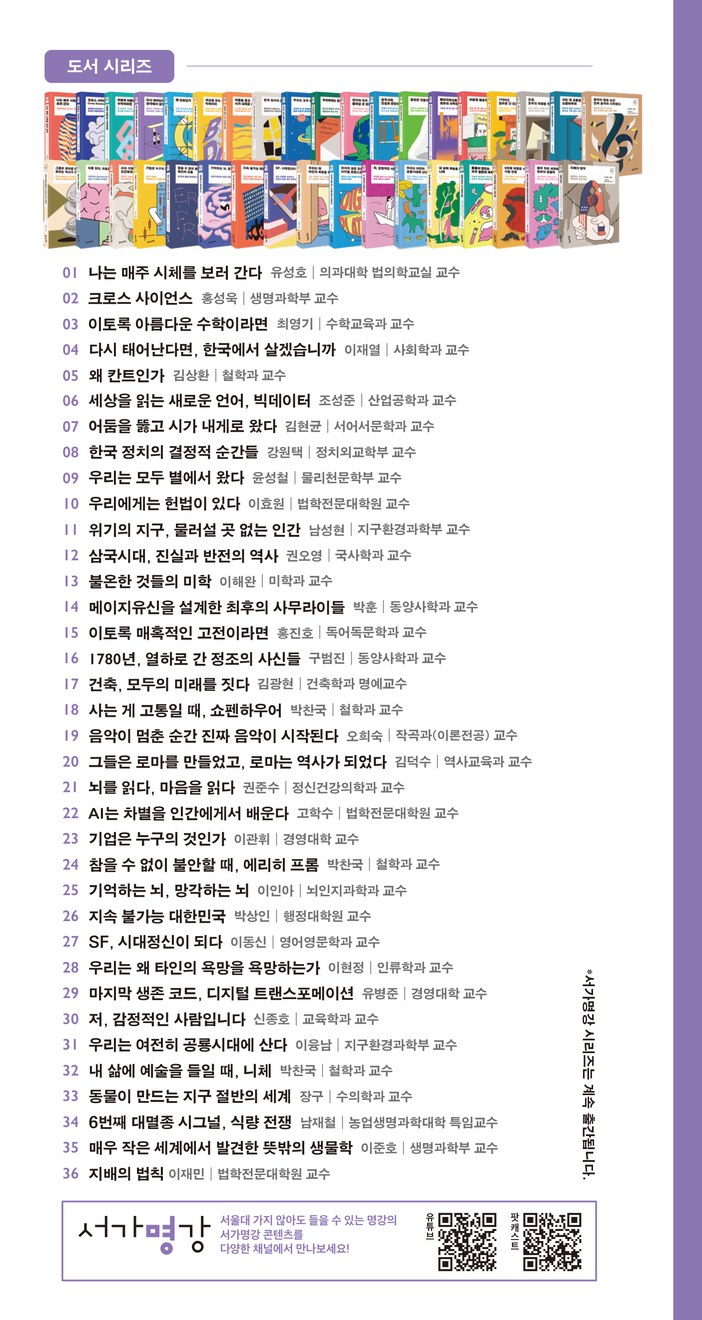 도서 시리즈
01 나는 매주 시체를 보러 간다 유성호 | 의과대학 법의학교실 교수
02 크로스 사이언스 홍성욱 | 생명과학부 교수
03 이토록 아름다운 수학이라면 최영기 | 수학교육과 교수
04 다시 태어난다면, 한국에서 살겠습니까 이재열 | 사회학과 교수
05 왜 칸트인가 김상환 | 철학과 교수
06 세상을 읽는 새로운 언어, 빅데이터 조성준 | 산업공학과 교수
07 어둠을 뚫고 시가 내게로 왔다 김현균 | 서어서문학과 교수
08 한국 정치의 결정적 순간들 강원택 | 정치외교학부 교수
09 우리는 모두 별에서 왔다 윤성철 | 물리천문학부 교수
10 우리에게는 헌법이 있다 이효원 | 법학전문대학원 교수
11 위기의 지구, 물러설 곳 없는 인간 남성현 | 지구환경과학부 교수
12 삼국시대, 진실과 반전의 역사 권오영 | 국사학과 교수
13 불온한 것들의 미학 이해완 | 미학과 교수
14 메이지유신을 설계한 최후의 사무라이들 박훈 | 동양사학과 교수
15 이토록 매혹적인 고전이라면 홍진호 | 독어독문학과 교수
16 1780년, 열하로 간 정조의 사신들 구범진 | 동양사학과 교수
17 건축, 모두의 미래를 짓다 김광현 | 건축학과 명예교수
18 사는 게 고통일 때, 쇼펜하우어 박찬국 | 철학과 교수
19 음악이 멈춘 순간 진짜 음악이 시작된다 오희숙 | 작곡과(이론전공) 교수
20 그들은 로마를 만들었고, 로마는 역사가 되었다 김덕수 | 역사교육과 교수
21 뇌를 읽다, 마음을 읽다 권준수 | 정신건강의학과 교수
22 AI는 차별을 인간에게서 배운다 고학수 | 법학전문대학원 교수
23 기업은 누구의 것인가 이관휘 | 경영대학 교수
24 참을 수 없이 불안할 때, 에리히 프롬 박찬국 | 철학과 교수
25 기억하는 뇌, 망각하는 뇌 이인아 | 뇌인지과학과 교수
26 지속 불가능 대한민국 박상인 | 행정대학원 교수
27 SF, 시대정신이 되다 이동신 | 영어영문학과 교수
28 우리는 왜 타인의 욕망을 욕망하는가 이현정 | 인류학과 교수
29 마지막 생존 코드, 디지털 트랜스포메이션 유병준 | 경영대학 교수
30 저, 감정적인 사람입니다 신종호 | 교육학과 교수
31 우리는 여전히 공룡시대에 산다 이융남 | 지구환경과학부 교수
32 내 삶에 예술을 들일 때, 니체 박찬국 | 철학과 교수
33 동물이 만드는 지구 절반의 세계 장구 | 수의학과 교수
34 6번째 대멸종 시그널, 식량 전쟁 남재철 | 농업생명과학대학 특임교수
35 매우 작은 세계에서 발견한 뜻밖의 생물학 이준호 | 생명과학부 교수
36 지배의 법칙 이재민 | 법학전문대학원 교수
*서가명강 시리즈는 계속 출간됩니다.
서가명강
서울대 가지 않아도 들을 수 있는 명강의
서가명강 콘텐츠를
다양한 채널에서 만나보세요!
유튜브
팟캐스트